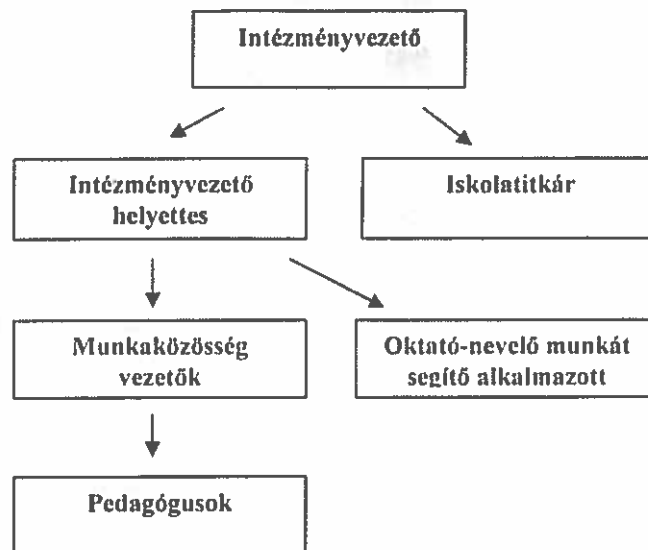 Intézményvezető
Intézményvezető
helyettes
Iskolatitkár
Munkaközösség
vezetők
Oktató-nevelő munkát
segítő alkalmazott
Pedagógusok